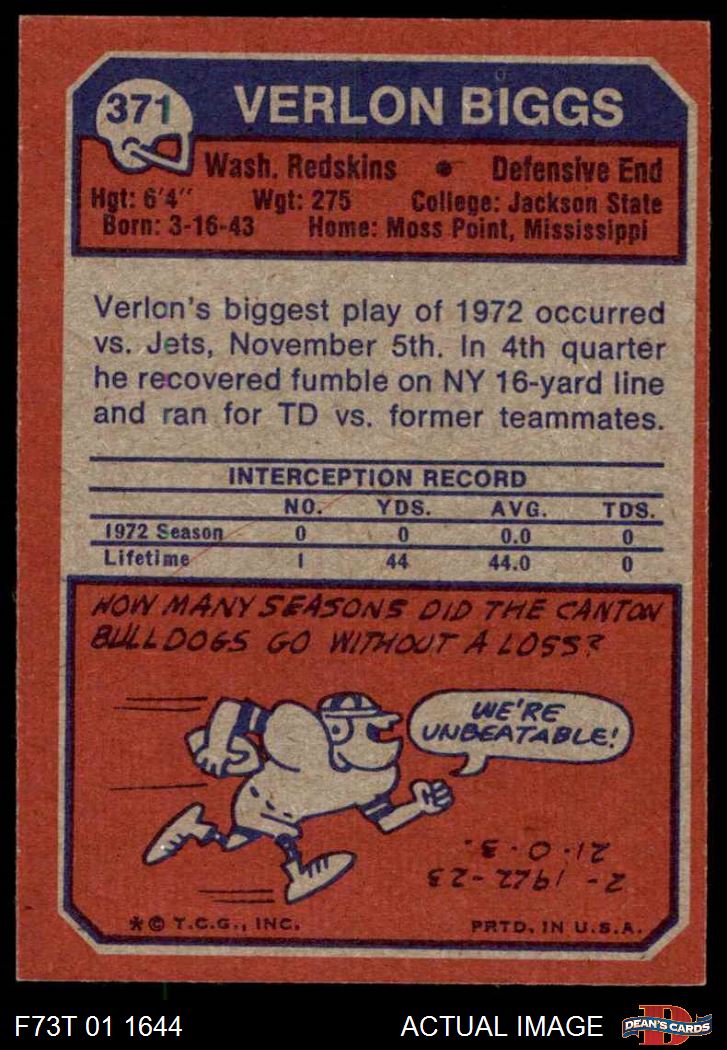 371
VERLON BIGGS
Wash. Redskins • Defensive End
Hgt: 6'4" Wgt: 275 College: Jackson State
Born: 3-16-43 Home: Moss Point, Mississippi
Verlon's biggest play of 1972 occurred
vs. Jets, November 5th. In 4th quarter
he recovered fumble on NY 16-yard line
and ran for TD vs. former teammates.
INTERCEPTION RECORD
NO. YDS. AVG. TDS.
1972 Season 0 0 0.0 0
Lifetime 1 44 44.0 0
HOW MANY SEASONS DID THE CANTON
BULLDOGS GO WITHOUT A LOSS?
WE'RE
UNBEATABLE!
2- 1922-23
21-0-3.
*© T.C.G., INC. PRTD. IN U.S.A.
F73T 01 1644 ACTUAL IMAGE
D
DEAN'S CARDS